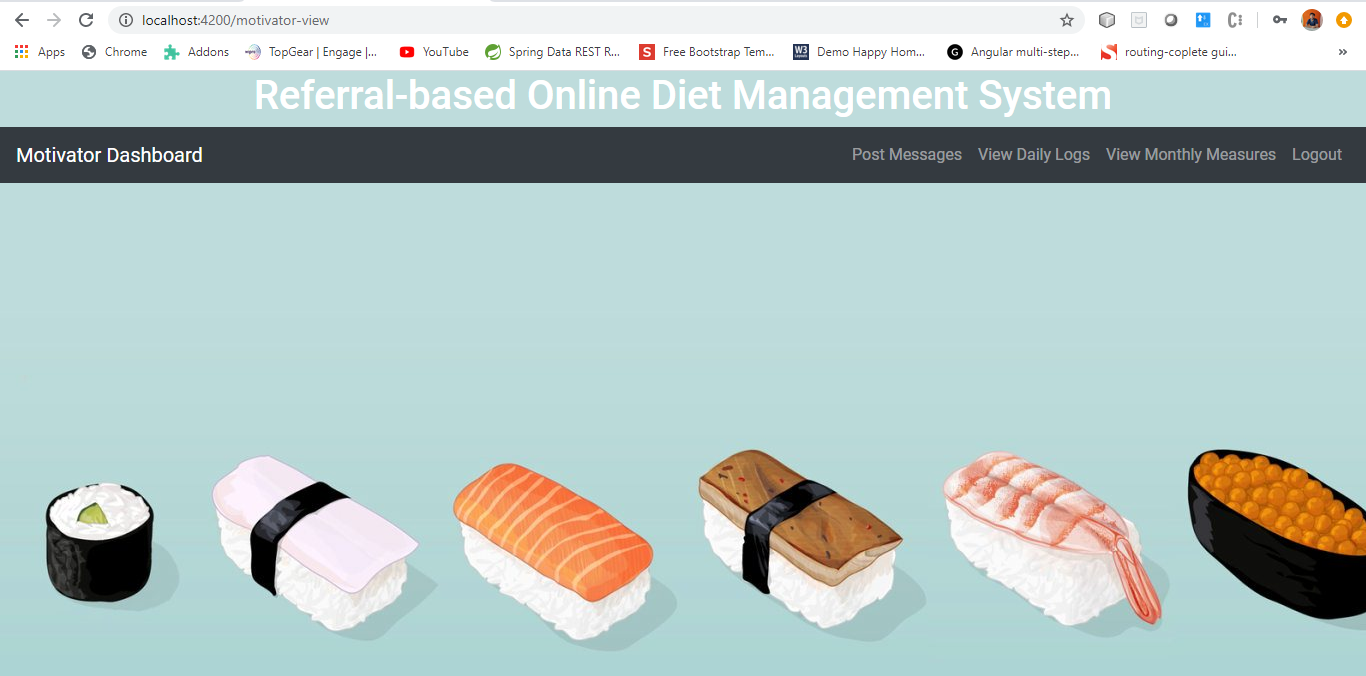 localhost:4200/motivator-view
Apps Chrome Addons TopGear | Engage |... YouTube Spring Data REST R... S Free Bootstrap Tem... W3 Demo Happy Hom... G Angular multi-step... routing-coplete gui... »
Referral-based Online Diet Management System
Motivator Dashboard Post Messages View Daily Logs View Monthly Measures Logout